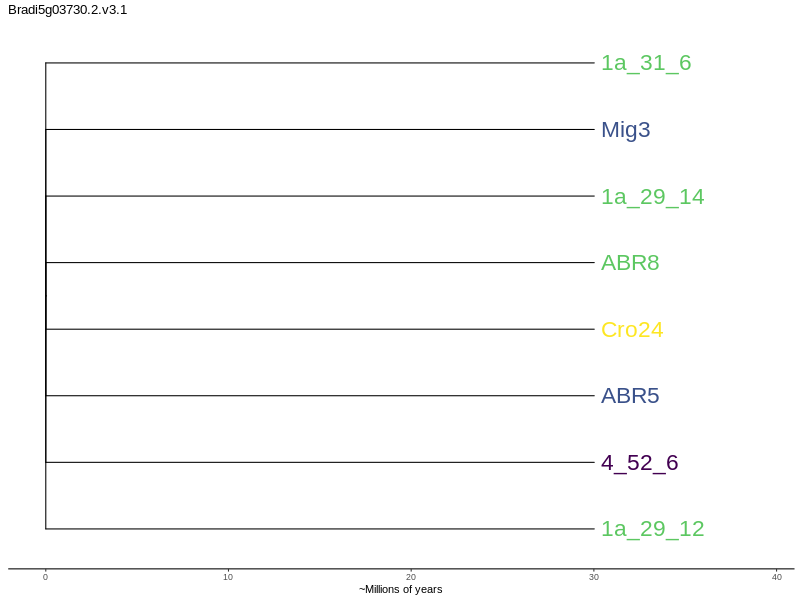 Bradi5g03730.2.v3.1
1a_31_6
Mig3
1a_29_14
ABR8
Cro24
ABR5
4_52_6
1a_29_12
0 10 20 30 40
~Millions of years